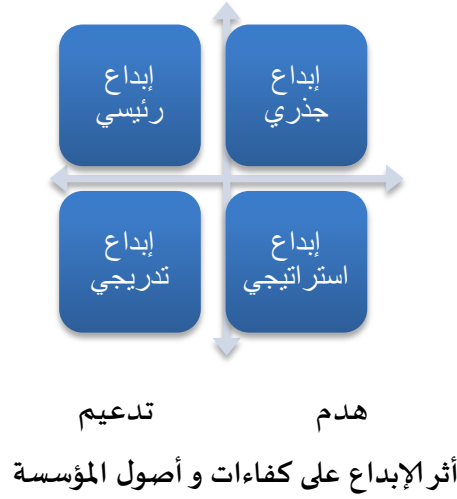 إبداع
جذري
إبداع
رئيسي
إبداع
استراتيجي
إبداع
تدريجي
هدم
تدعيم
أثر الإبداع على كفاءات و أصول المؤسسة